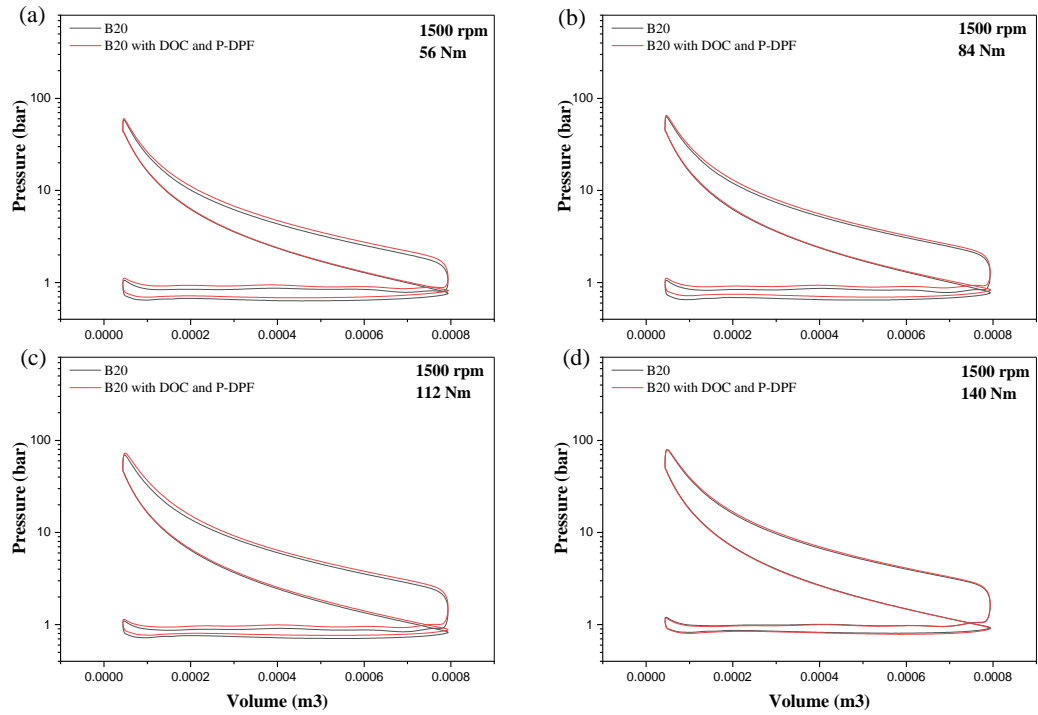 (a)
B20
B20 with DOC and P-DPF
1500 rpm
56 Nm
100
10
1
Pressure (bar)
0.0000
0.0002
0.0004
0.0006
0.0008
(b)
B20
B20 with DOC and P-DPF
1500 rpm
84 Nm
100
10
1
Pressure (bar)
0.0000
0.0002
0.0004
0.0006
0.0008
(c)
B20
B20 with DOC and P-DPF
1500 rpm
112 Nm
100
10
1
Pressure (bar)
0.0000
0.0002
0.0004
0.0006
0.0008
Volume (m3)
(d)
B20
B20 with DOC and P-DPF
1500 rpm
140 Nm
100
10
1
Pressure (bar)
0.0000
0.0002
0.0004
0.0006
0.0008
Volume (m3)